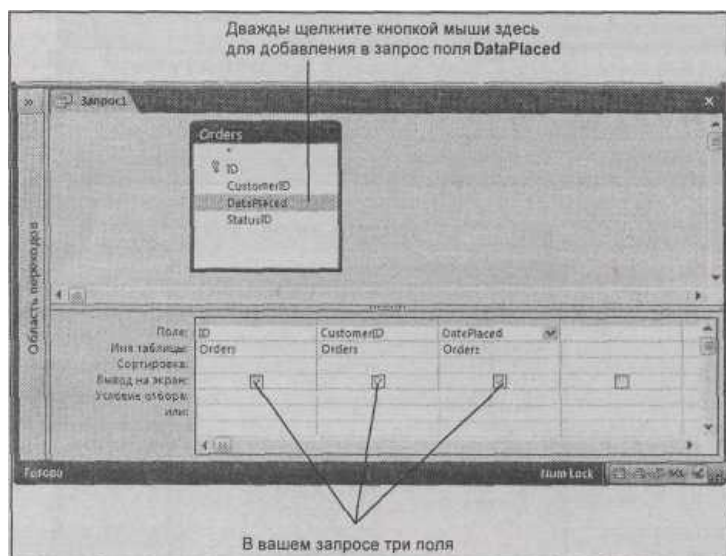 Дважды щелкните кнопкой мыши здесь
для добавления в запрос поля DataPlaced
Запрос1
Область переходов
Orders
*
ID
CustomerID
DatePlaced
StatusID
Поле: ID CustomerID DatePlaced
Имя таблицы: Orders Orders Orders
Сортировка:
Вывод на экран:
Условие отбора:
или:
Готово Num Lock
В вашем запросе три поля